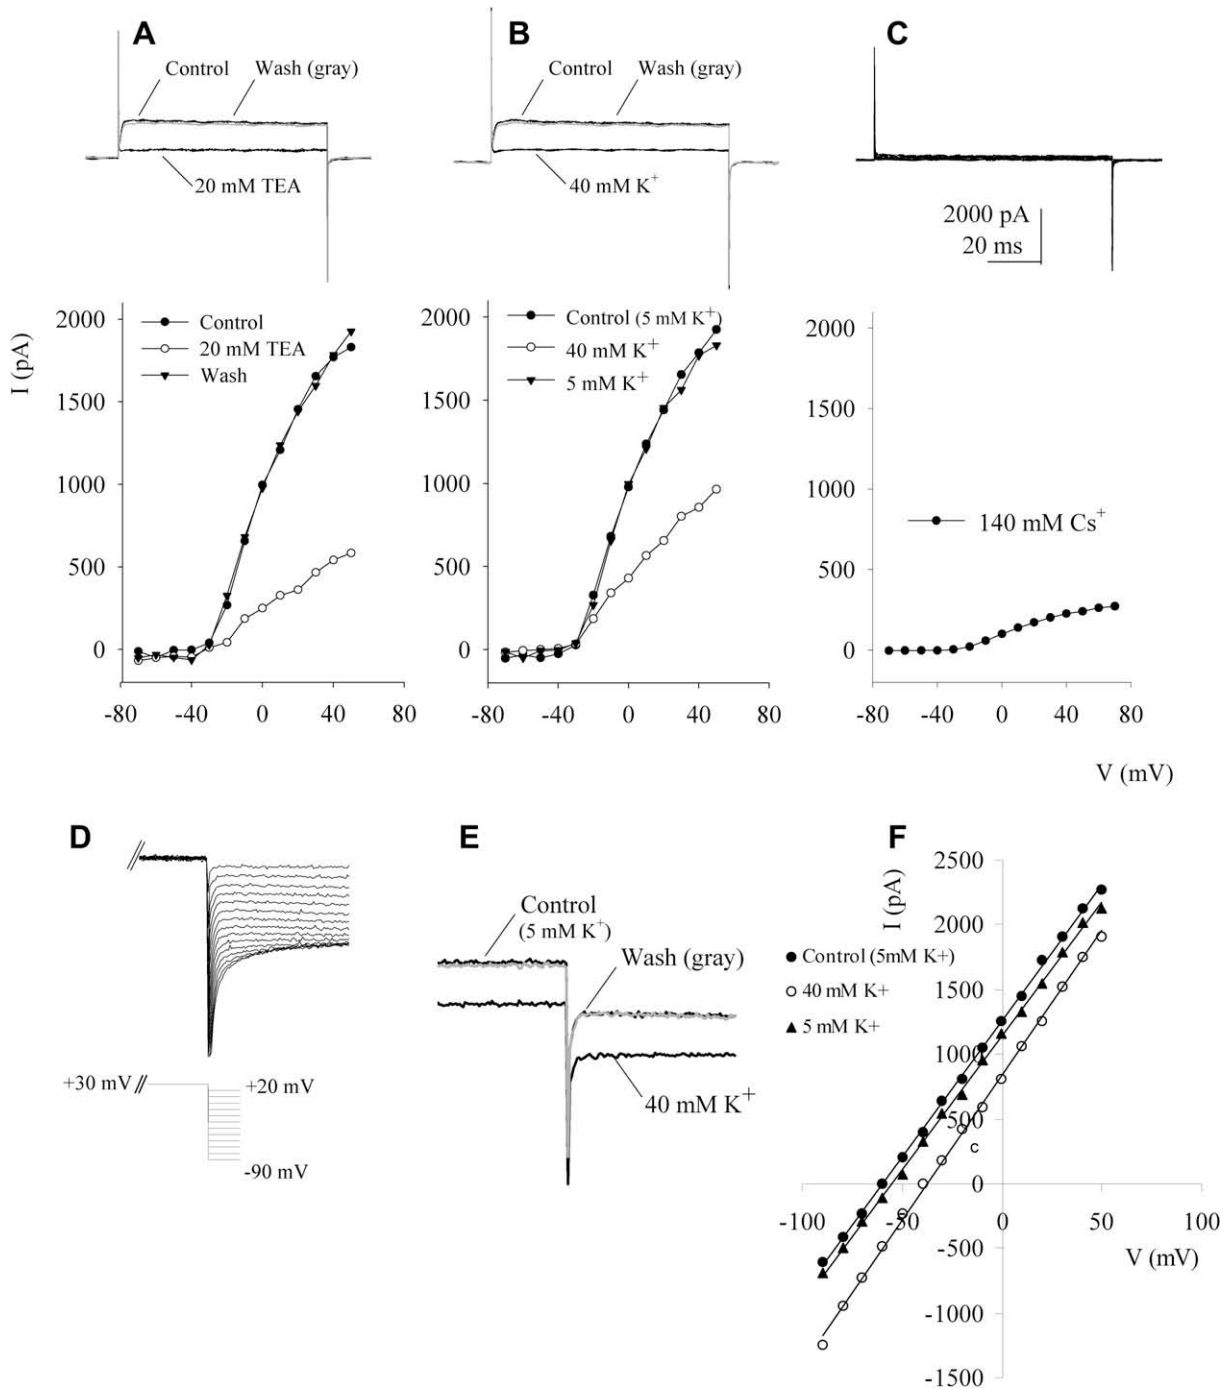 A
Control
Wash (gray)
20 mM TEA
B
Control
Wash (gray)
40 mM K⁺
C
2000 pA
20 ms
I (pA)
2000
1500
1000
500
0
-80
-40
0
40
80
Control
20 mM TEA
Wash
2000
1500
1000
500
0
-80
-40
0
40
80
Control (5 mM K⁺)
40 mM K⁺
5 mM K⁺
2000
1500
1000
500
0
-80
-40
0
40
80
140 mM Cs⁺
V (mV)
D
+30 mV
+20 mV
-90 mV
E
Control
(5 mM K⁺)
Wash (gray)
40 mM K⁺
F
I (pA)
2500
2000
1500
1000
500
0
-500
-1000
-1500
-100
-50
0
50
100
V (mV)
Control (5mM K+)
40 mM K+
5 mM K+
c